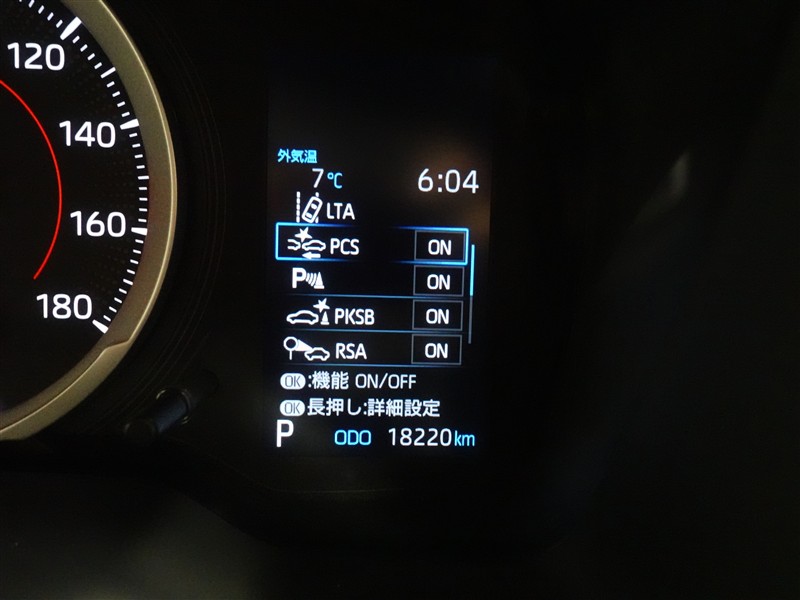 120
140
160
180
外気温
7℃ 6:04
LTA
PCS ON
P ON
PKSB ON
RSA ON
OK:機能 ON/OFF
OK長押し:詳細設定
P ODO 18220km